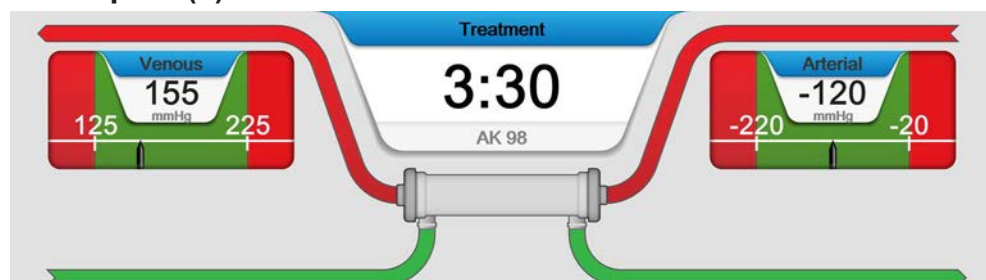 Treatment
3:30
AK 98
Venous
155
mmHg
125
225
Arterial
-120
mmHg
-220
-20